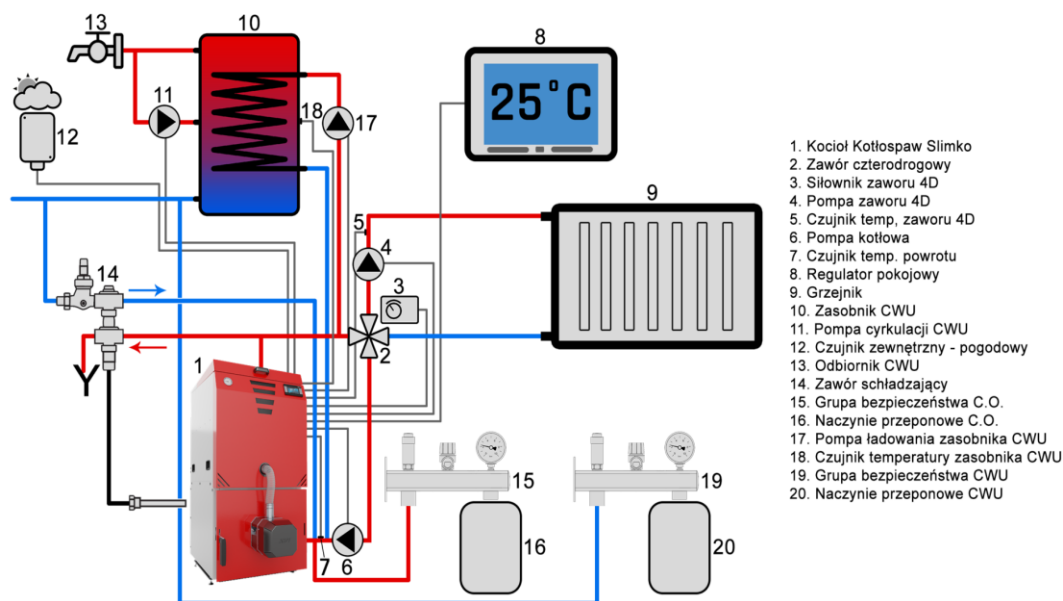 13
10
8
11
18
17
25°C
12
5
9
4
14
3
2
1
15
19
16
20
7
6
1. Kocioł Kotłospaw Slimko
2. Zawór czterodrogowy
3. Siłownik zaworu 4D
4. Pompa zaworu 4D
5. Czujnik temp, zaworu 4D
6. Pompa kotłowa
7. Czujnik temp. powrotu
8. Regulator pokojowy
9. Grzejnik
10. Zasobnik CWU
11. Pompa cyrkulacji CWU
12. Czujnik zewnętrzny - pogodowy
13. Odbiornik CWU
14. Zawór schładzający
15. Grupa bezpieczeństwa C.O.
16. Naczynie przeponowe C.O.
17. Pompa ładowania zasobnika CWU
18. Czujnik temperatury zasobnika CWU
19. Grupa bezpieczeństwa CWU
20. Naczynie przeponowe CWU